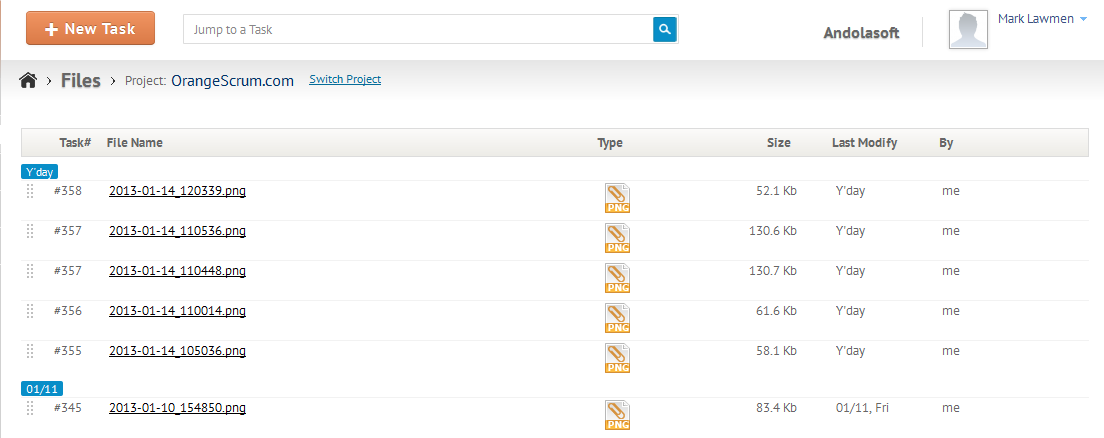 + New Task
Jump to a Task
Andolasoft
Mark Lawmen
Files
Project: OrangeScrum.com
Switch Project
Task# File Name Type Size Last Modify By
Y'day
#358 2013-01-14_120339.png PNG 52.1 Kb Y'day me
#357 2013-01-14_110536.png PNG 130.6 Kb Y'day me
#357 2013-01-14_110448.png PNG 130.7 Kb Y'day me
#356 2013-01-14_110014.png PNG 61.6 Kb Y'day me
#355 2013-01-14_105036.png PNG 58.1 Kb Y'day me
01/11
#345 2013-01-10_154850.png PNG 83.4 Kb 01/11, Fri me